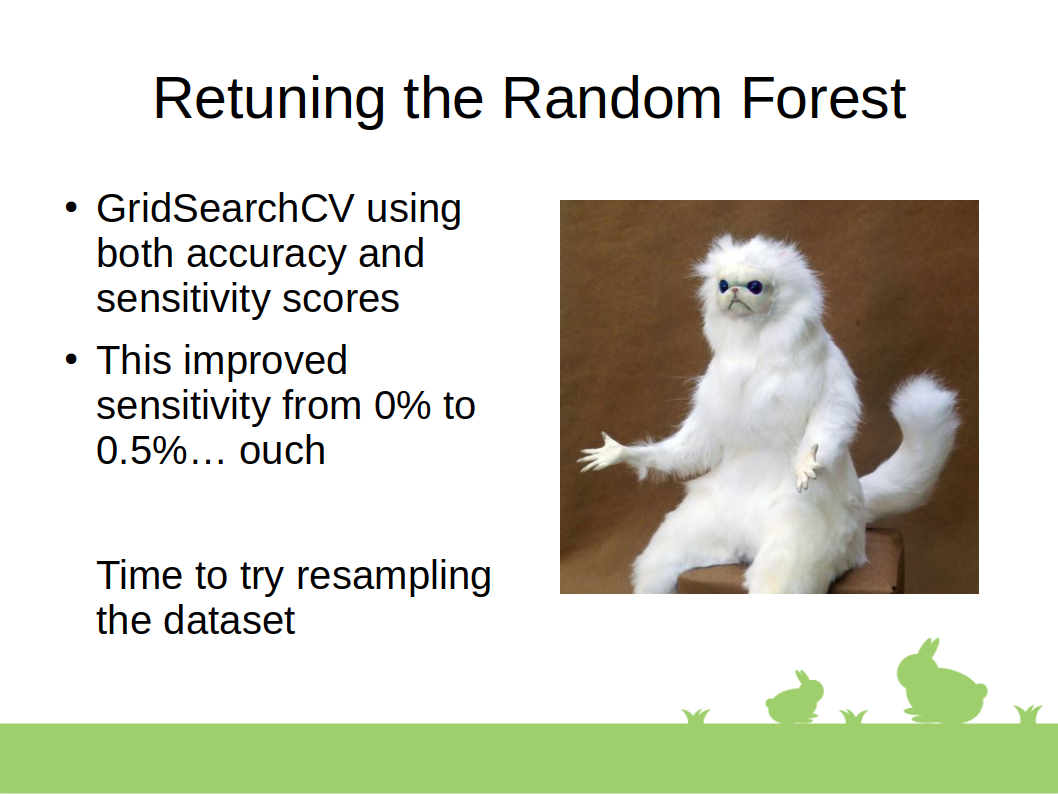 Retuning the Random Forest
• GridSearchCV using
both accuracy and
sensitivity scores
• This improved
sensitivity from 0% to
0.5%… ouch
Time to try resampling
the dataset